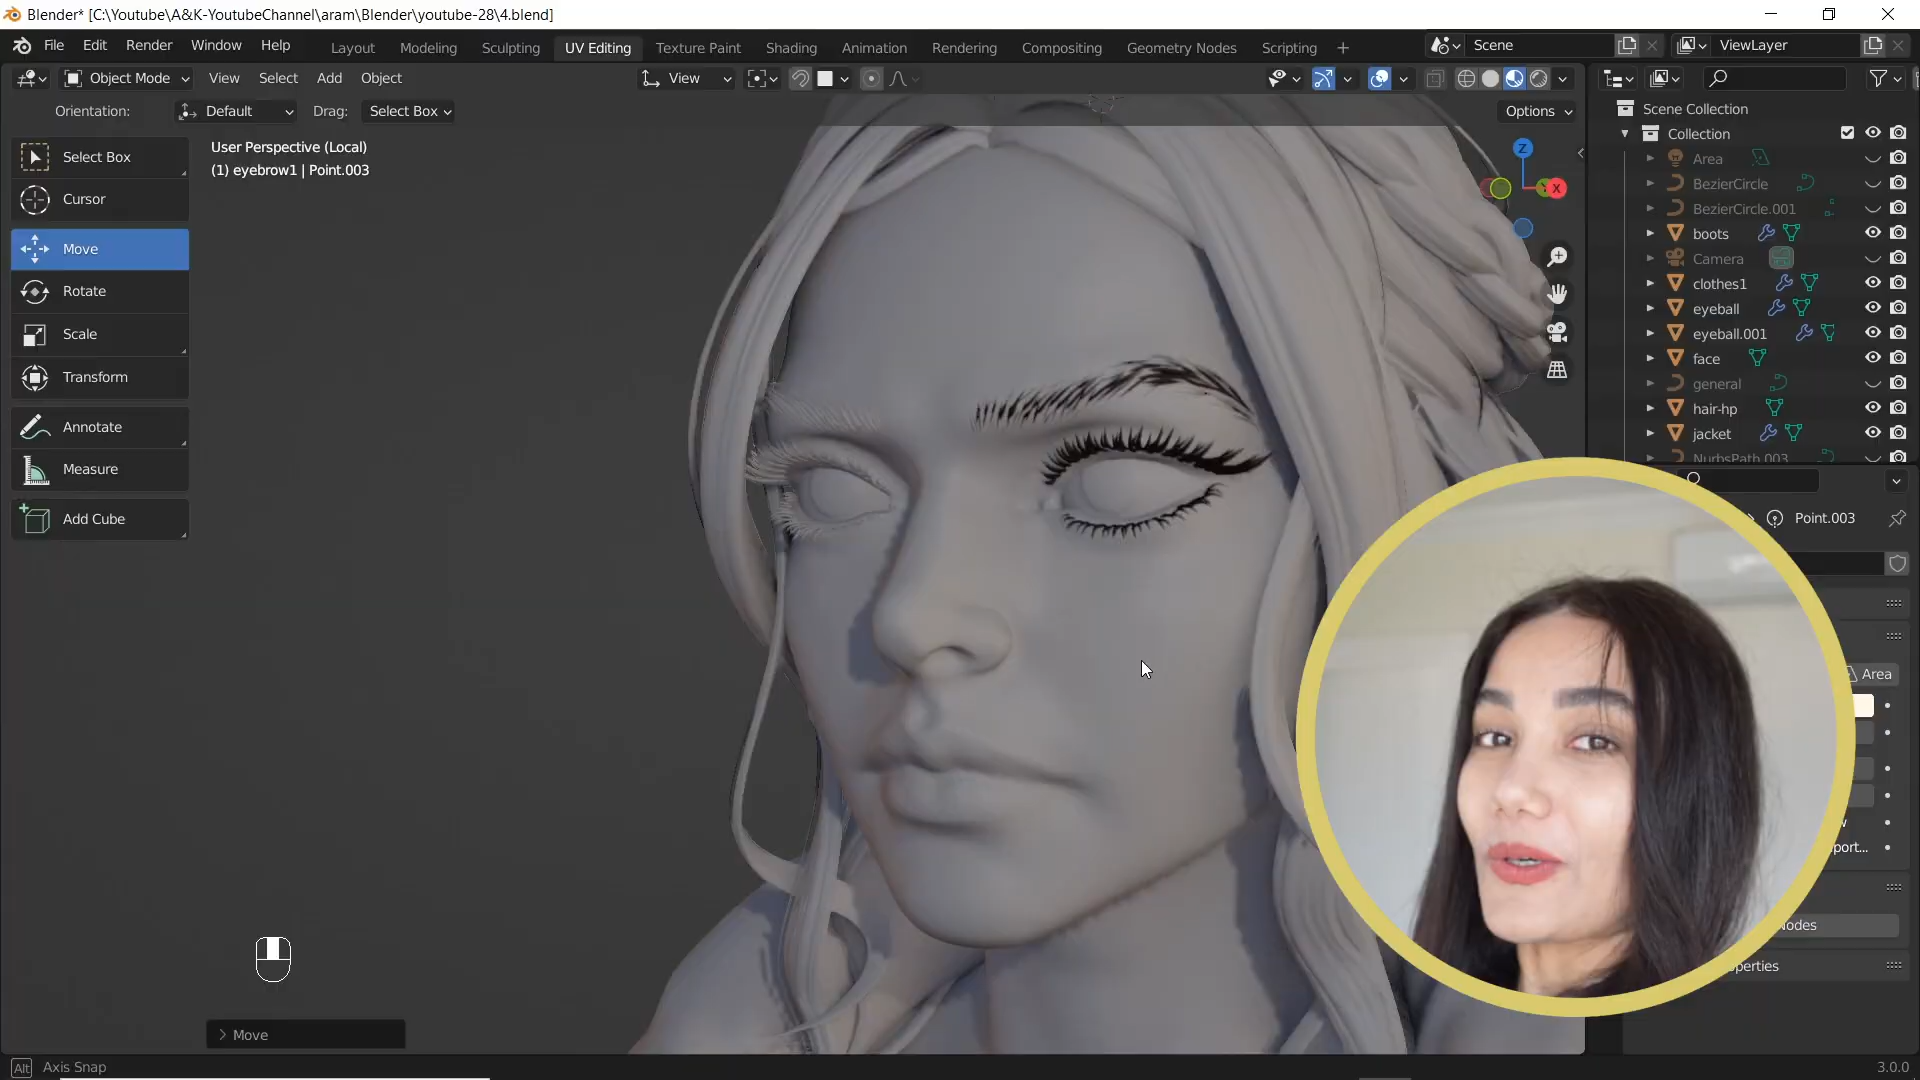 Blender* [C:\Youtube\A&K-YoutubeChannel\aram\Blender\youtube-28\4.blend]
File Edit Render Window Help
Layout Modeling Sculpting UV Editing Texture Paint Shading Animation Rendering Compositing Geometry Nodes Scripting +
Scene
ViewLayer
Object Mode View Select Add Object
View
Orientation: Default Drag: Select Box
Options
User Perspective (Local)
(1) eyebrow1 | Point.003
Z
X
Select Box
Cursor
Move
Rotate
Scale
Transform
Annotate
Measure
Add Cube
Scene Collection
Collection
Area
BezierCircle
BezierCircle.001
boots
Camera
clothes1
eyeball
eyeball.001
face
general
hair-hp
jacket
NurbsPath.003
Point.003
Area
port...
Nodes
Move
Alt Axis Snap
3.0.0